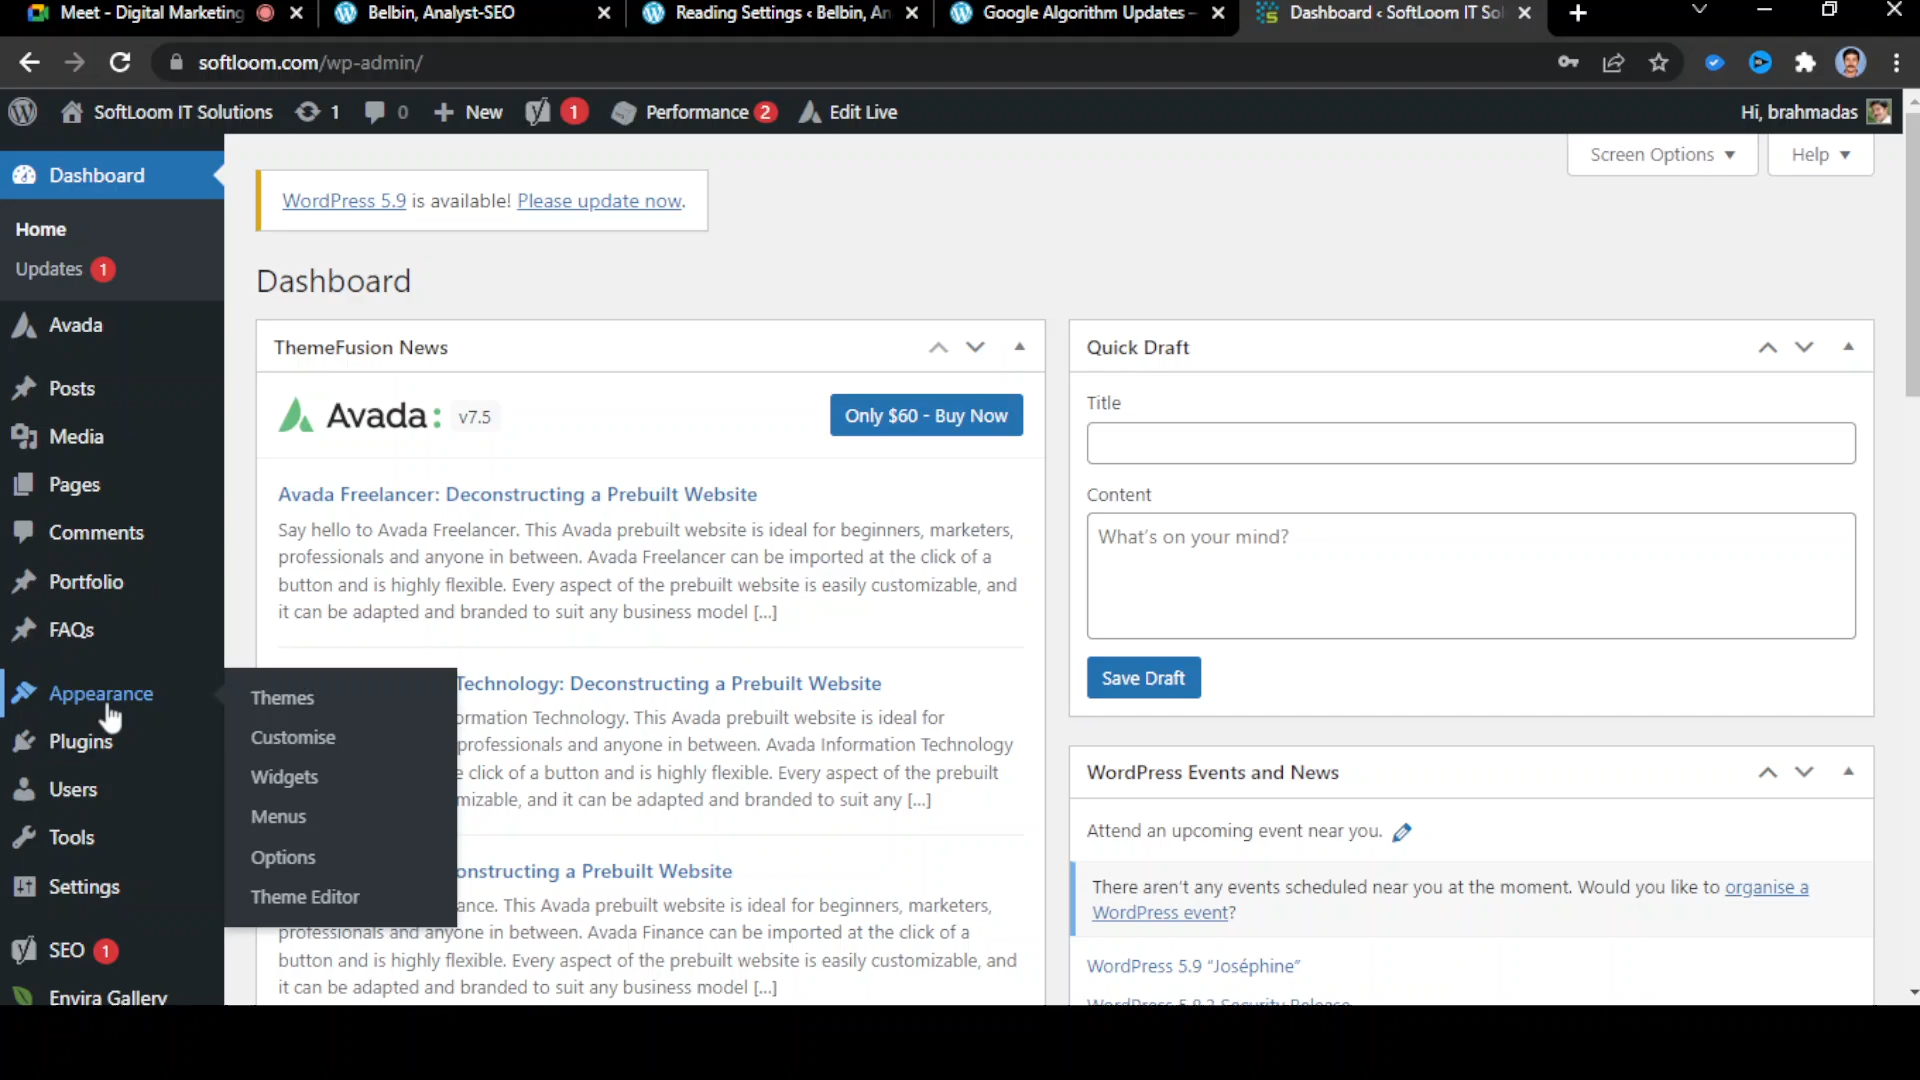 Meet - Digital Marketing
Belbin, Analyst-SEO
Reading Settings ‹ Belbin, An
Google Algorithm Updates –
Dashboard ‹ SoftLoom IT Sol
softloom.com/wp-admin/
SoftLoom IT Solutions
1
0
New
1
Performance 2
Edit Live
Hi, brahmadas
Dashboard
Home
Updates 1
Avada
Posts
Media
Pages
Comments
Portfolio
FAQs
Appearance
Plugins
Users
Tools
Settings
SEO 1
Envira Gallery
Themes
Customise
Widgets
Menus
Options
Theme Editor
Screen Options
Help
WordPress 5.9 is available! Please update now.
Dashboard
ThemeFusion News
Avada: v7.5
Only $60 - Buy Now
Avada Freelancer: Deconstructing a Prebuilt Website
Say hello to Avada Freelancer. This Avada prebuilt website is ideal for beginners, marketers,
professionals and anyone in between. Avada Freelancer can be imported at the click of a
button and is highly flexible. Every aspect of the prebuilt website is easily customizable, and
it can be adapted and branded to suit any business model [...]
Technology: Deconstructing a Prebuilt Website
ormation Technology. This Avada prebuilt website is ideal for
professionals and anyone in between. Avada Information Technology
e click of a button and is highly flexible. Every aspect of the prebuilt
mizable, and it can be adapted and branded to suit any [...]
onstructing a Prebuilt Website
ance. This Avada prebuilt website is ideal for beginners, marketers,
professionals and anyone in between. Avada Finance can be imported at the click of a
button and is highly flexible. Every aspect of the prebuilt website is easily customizable, and
it can be adapted and branded to suit any business model [...]
Quick Draft
Title
Content
What's on your mind?
Save Draft
WordPress Events and News
Attend an upcoming event near you.
There aren't any events scheduled near you at the moment. Would you like to organise a
WordPress event?
WordPress 5.9 "Joséphine"
WordPress 5.8.3 Security Release